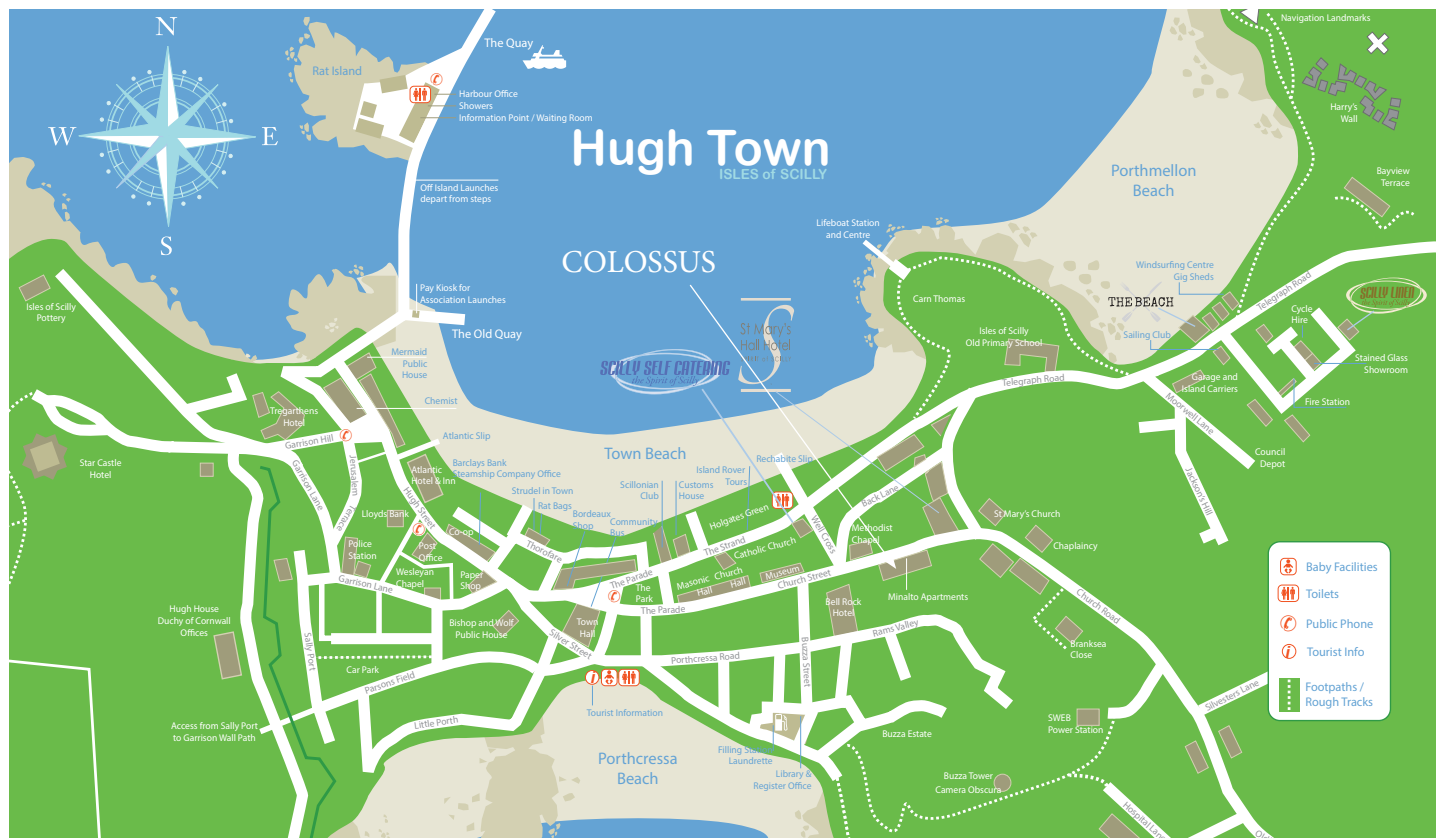 N
W
E
S
Rat Island
The Quay
Harbour Office
Showers
Information Point / Waiting Room
Hugh Town
ISLES of SCILLY
Off Island Launches
depart from steps
COLOSSUS
Pay Kiosk for
Association Launches
The Old Quay
Isles of Scilly
Pottery
Mermaid
Public
House
Chemist
Tregarthens
Hotel
Garrison Hill
Star Castle
Hotel
Atlantic Slip
Atlantic
Hotel & Inn
Barclays Bank
Steamship Company Office
Strudel in Town
Rat Bags
Bordeaux
Shop
Community
Bus
Garrison Lane
Jerusalem
Terrace
Hugh Street
Lloyds Bank
Co-op
Post
Office
Police
Station
Wesleyan
Chapel
Paper
Shop
Garrison Lane
Thorofare
Bishop and Wolf
Public House
Silver Street
Town
Hall
Hugh House
Duchy of Cornwall
Offices
Sally Port
Car Park
Parsons Field
Little Porth
Access from Sally Port
to Garrison Wall Path
SCILLY SELF CATERING
the Spirit of Scilly
St Mary's
Hall Hotel
S
Town Beach
Scillonian
Club
Customs
House
Island Rover
Tours
Rechabite Slip
Holgates Green
The Strand
The Parade
The
Park
The Parade
Catholic Church
Masonic
Hall
Church
Hall
Museum
Church Street
Well Cross
Back Lane
Methodist
Chapel
Bell Rock
Hotel
Minalto Apartments
Rams Valley
Porthcressa Road
Buzza Street
Tourist Information
Porthcressa
Beach
Filling Station
Laundrette
Library &
Register Office
Buzza Estate
Buzza Tower
Camera Obscura
Lifeboat Station
and Centre
Carn Thomas
Isles of Scilly
Old Primary School
Telegraph Road
Porthmellon
Beach
THE BEACH
Windsurfing Centre
Gig Sheds
Sailing Club
Telegraph Road
Navigation Landmarks
Harry's
Wall
Bayview
Terrace
SCILLY LINEN
the Spirit of Scilly
Cycle
Hire
Stained Glass
Showroom
Fire Station
Garage and
Island Carriers
Moorwell Lane
Council
Depot
Jackson's Hill
St.Mary's Church
Chaplaincy
Church Road
Branksea
Close
SWEB
Power Station
Silvesters Lane
Hospital Lane
Baby Facilities
Toilets
Public Phone
Tourist Info
Footpaths /
Rough Tracks